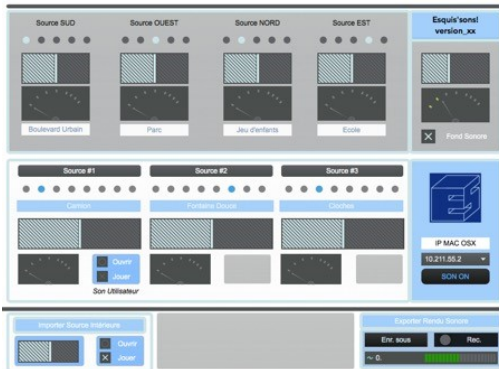 Source SUD
Source OUEST
Source NORD
Source EST
Esquis'sons!
version_xx
Boulevard Urbain
Parc
Jeu d'enfants
Ecole
Fond Sonore
Source #1
Source #2
Source #3
Camion
Fontaine Douce
Cloches
Ouvrir
Jouer
Son Utilisateur
IP MAC OSX
10.211.55.2
SON ON
Importer Source Intérieure
Ouvrir
Jouer
Exporter Rendu Sonore
Enr. sous
Rec.
~ 0.